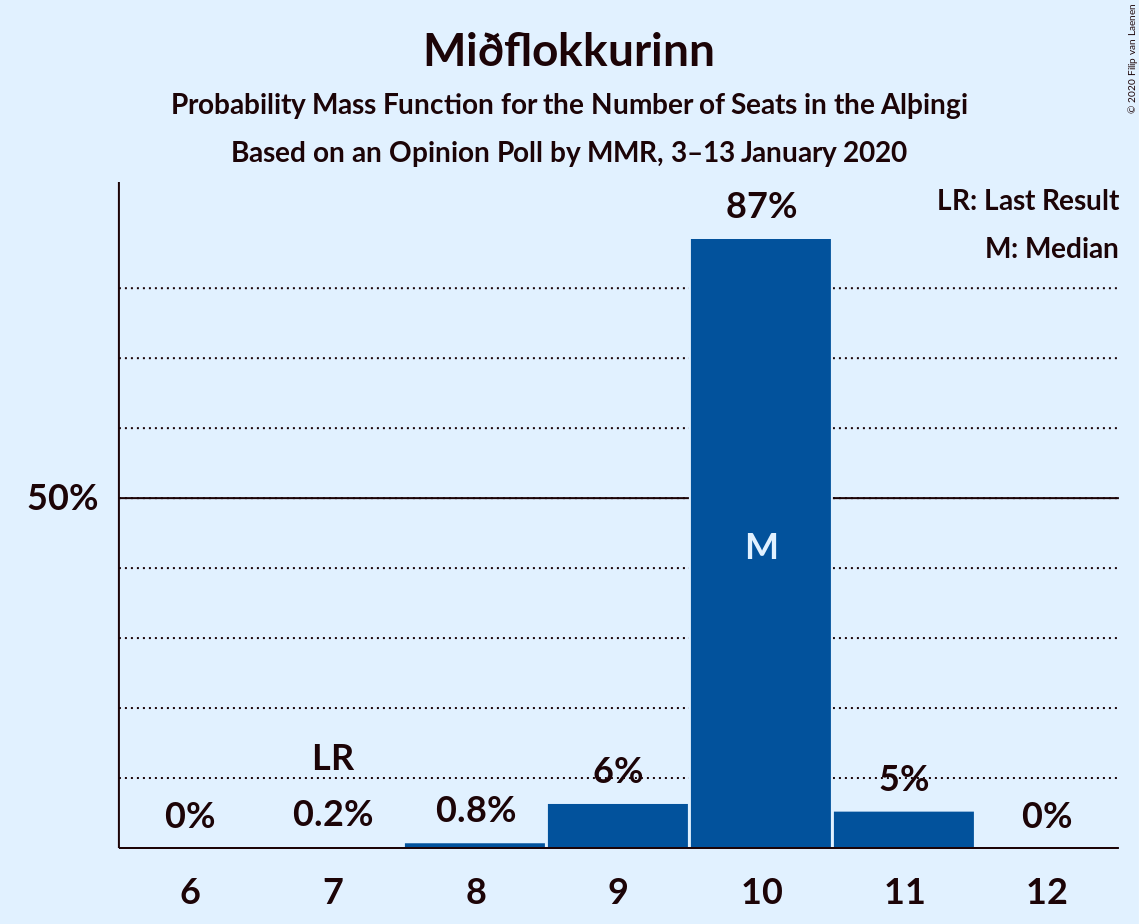 Miðflokkurinn
Probability Mass Function for the Number of Seats in the Alþingi
Based on an Opinion Poll by MMR, 3–13 January 2020
© 2020 Filip van Laenen
LR: Last Result
M: Median
87%
50%
M
LR
0%
0.2%
0.8%
6%
5%
0%
6 7 8 9 10 11 12